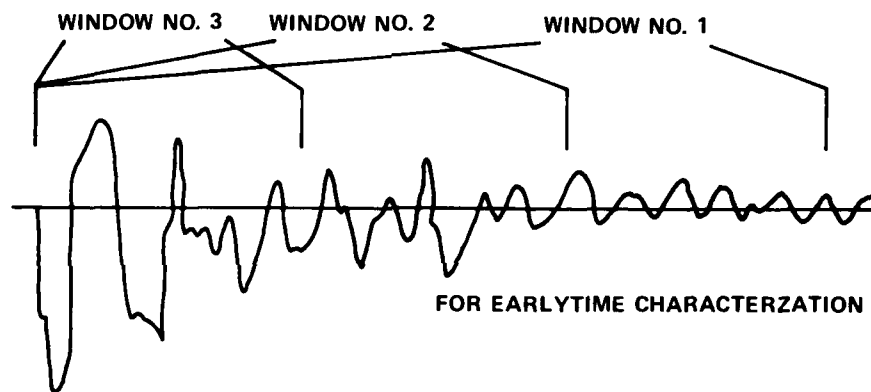 WINDOW NO. 3 WINDOW NO. 2 WINDOW NO. 1
FOR EARLYTIME CHARACTERZATION